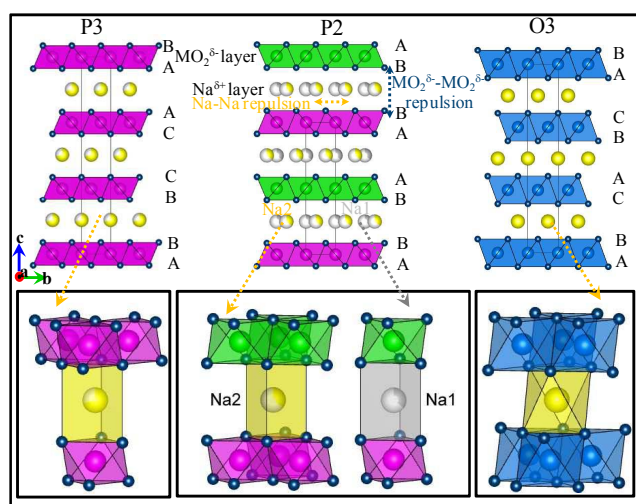 P3
P2
O3
MO₂ᵟ⁻ layer
B
A
A
C
C
B
B
A
Naᵟ⁺ layer
Na-Na repulsion
A
B
B
A
A
B
B
A
MO₂ᵟ⁻-MO₂ᵟ⁻
repulsion
Na2
Na1
B
A
C
B
A
C
B
A
c
a
b
Na2
Na1